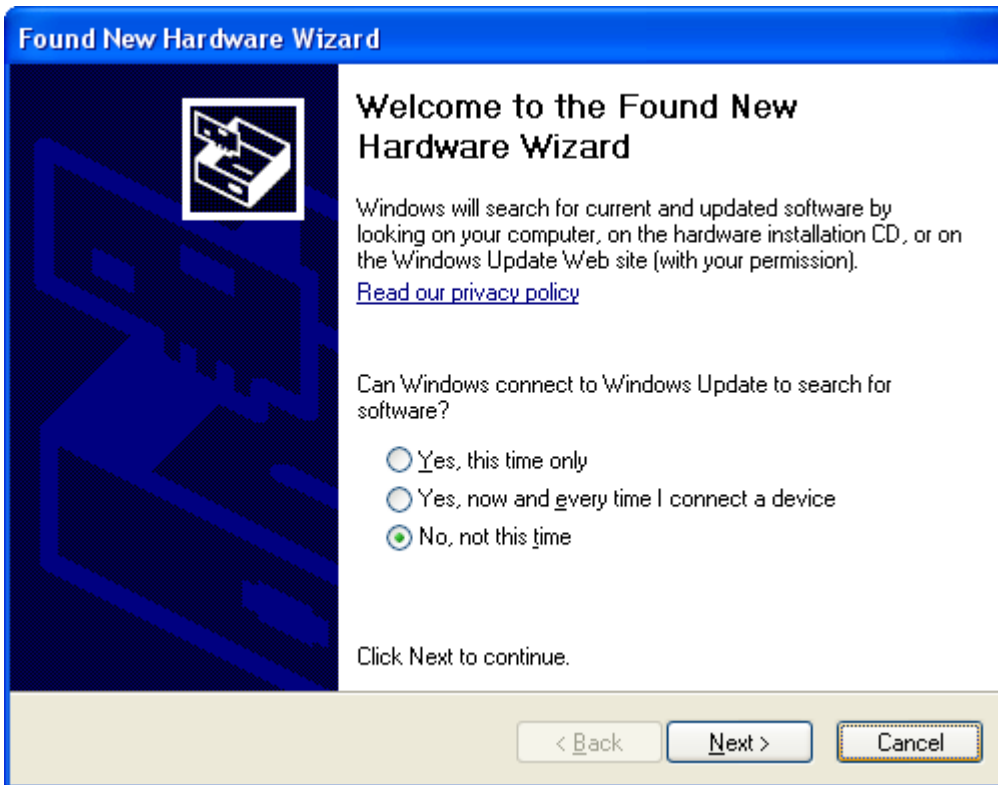 Found New Hardware Wizard
Welcome to the Found New
Hardware Wizard
Windows will search for current and updated software by
looking on your computer, on the hardware installation CD, or on
the Windows Update Web site (with your permission).
Read our privacy policy
Can Windows connect to Windows Update to search for
software?
Yes, this time only
Yes, now and every time I connect a device
No, not this time
Click Next to continue.
< Back
Next >
Cancel